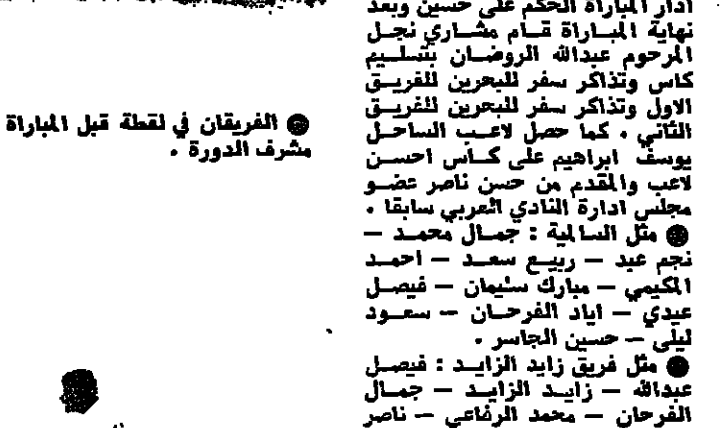 ادار المباراة الحكم على حسين وبعد
نهاية المباراة قام مشاري نجل
المرحوم عبدالله الروضان بتسليم
كاس وتذاكر سفر للبحرين للفريق
الاول وتذاكر سفر للبحرين للفريق
الثاني . كما حصل لاعب الساحل
يوسف ابراهيم على كاس احسن
لاعب والمقدم من حسن ناصر عضو
مجلس ادارة النادي العربي سابقا .
● مثل السالمية : جمال محمد —
نجم عبد — ربيع سعد — احمد
المكيمي — مبارك سليمان — فيصل
عيدي — اياد الفرحان — سعود
ليلى — حسين الجاسر .
● مثل فريق زايد الزايد : فيصل
عبدالله — زايد الزايد — جمال
الفرحان — محمد الرفاعي — ناصر
● الفريقان في لقطة قبل المباراة
مشرف الدورة .